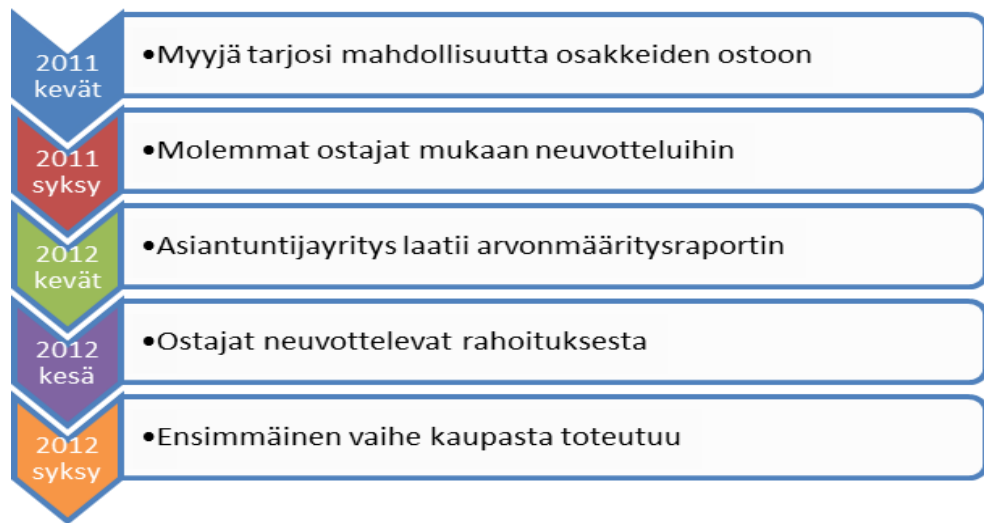 2011
kevät
•Myyjä tarjosi mahdollisuutta osakkeiden ostoon
2011
syksy
•Molemmat ostajat mukaan neuvotteluihin
2012
kevät
•Asiantuntijayritys laatii arvonmääritysraportin
2012
kesä
•Ostajat neuvottelevat rahoituksesta
2012
syksy
•Ensimmäinen vaihe kaupasta toteutuu